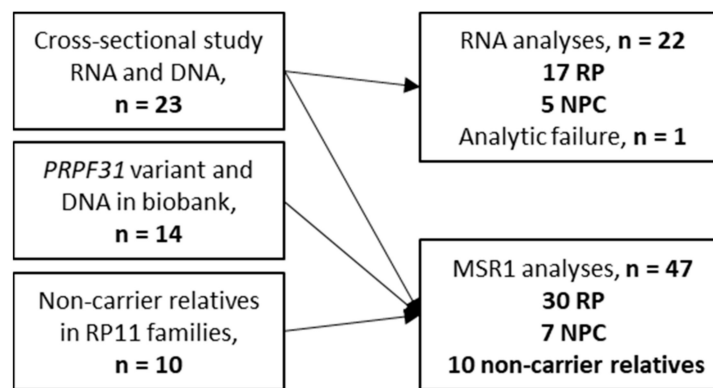 Cross-sectional study
RNA and DNA,
n = 23
PRPF31 variant and
DNA in biobank,
n = 14
Non-carrier relatives
in RP11 families,
n = 10
RNA analyses, n = 22
17 RP
5 NPC
Analytic failure, n = 1
MSR1 analyses, n = 47
30 RP
7 NPC
10 non-carrier relatives